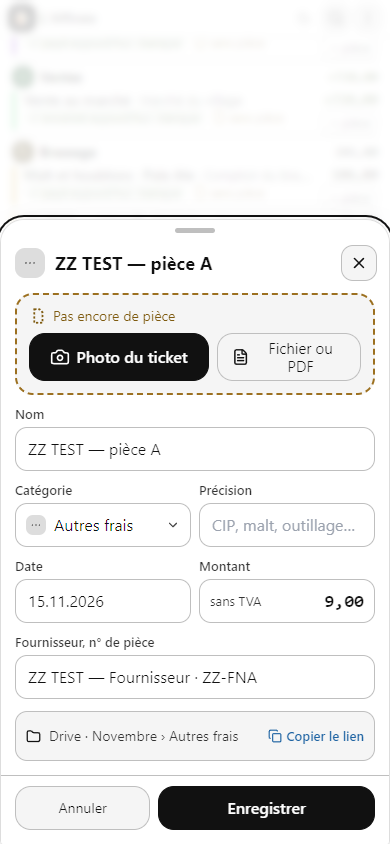 ZZ TEST — pièce A
Pas encore de pièce
Photo du ticket
Fichier ou
PDF
Nom
ZZ TEST — pièce A
Catégorie
Précision
Autres frais
CIP, malt, outillage...
Date
Montant
15.11.2026
sans TVA
9,00
Fournisseur, n° de pièce
ZZ TEST — Fournisseur · ZZ-FNA
Drive · Novembre › Autres frais
Copier le lien
Annuler
Enregistrer